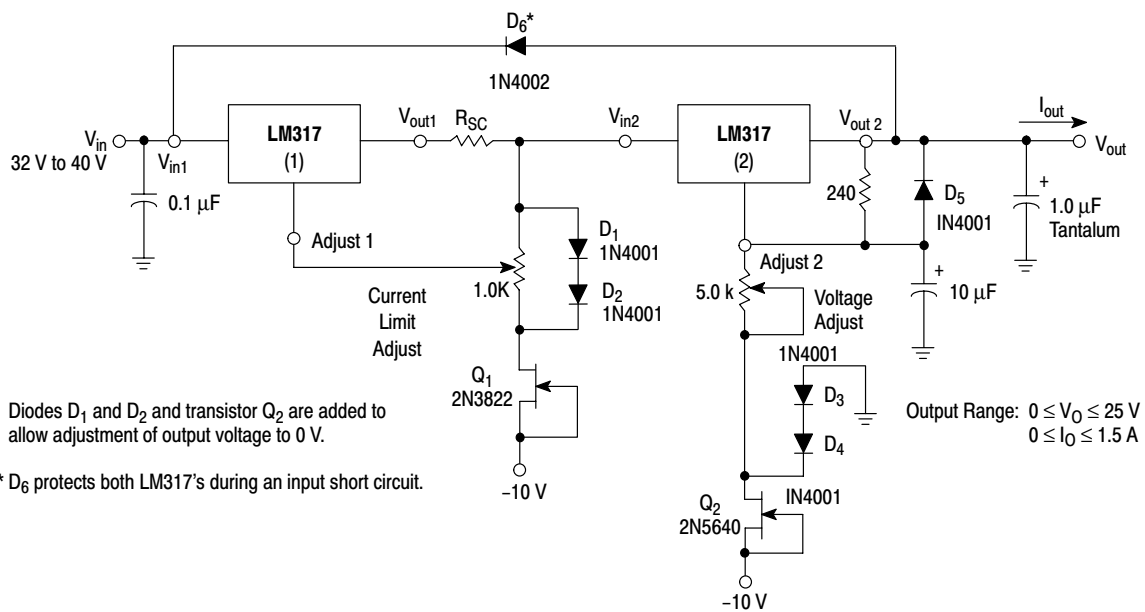 D6*
1N4002
Vin
32 V to 40 V
Vin1
0.1 μF
LM317
(1)
Adjust 1
Vout1
RSC
Vin2
LM317
(2)
Adjust 2
Vout 2
Iout
Vout
240
D5
IN4001
+
1.0 μF
Tantalum
+
10 μF
D1
1N4001
D2
1N4001
1.0K
Current
Limit
Adjust
Q1
2N3822
–10 V
5.0 k
Voltage
Adjust
1N4001
D3
D4
IN4001
Q2
2N5640
–10 V
Output Range: 0 ≤ VO ≤ 25 V
0 ≤ IO ≤ 1.5 A
Diodes D1 and D2 and transistor Q2 are added to
allow adjustment of output voltage to 0 V.
* D6 protects both LM317's during an input short circuit.